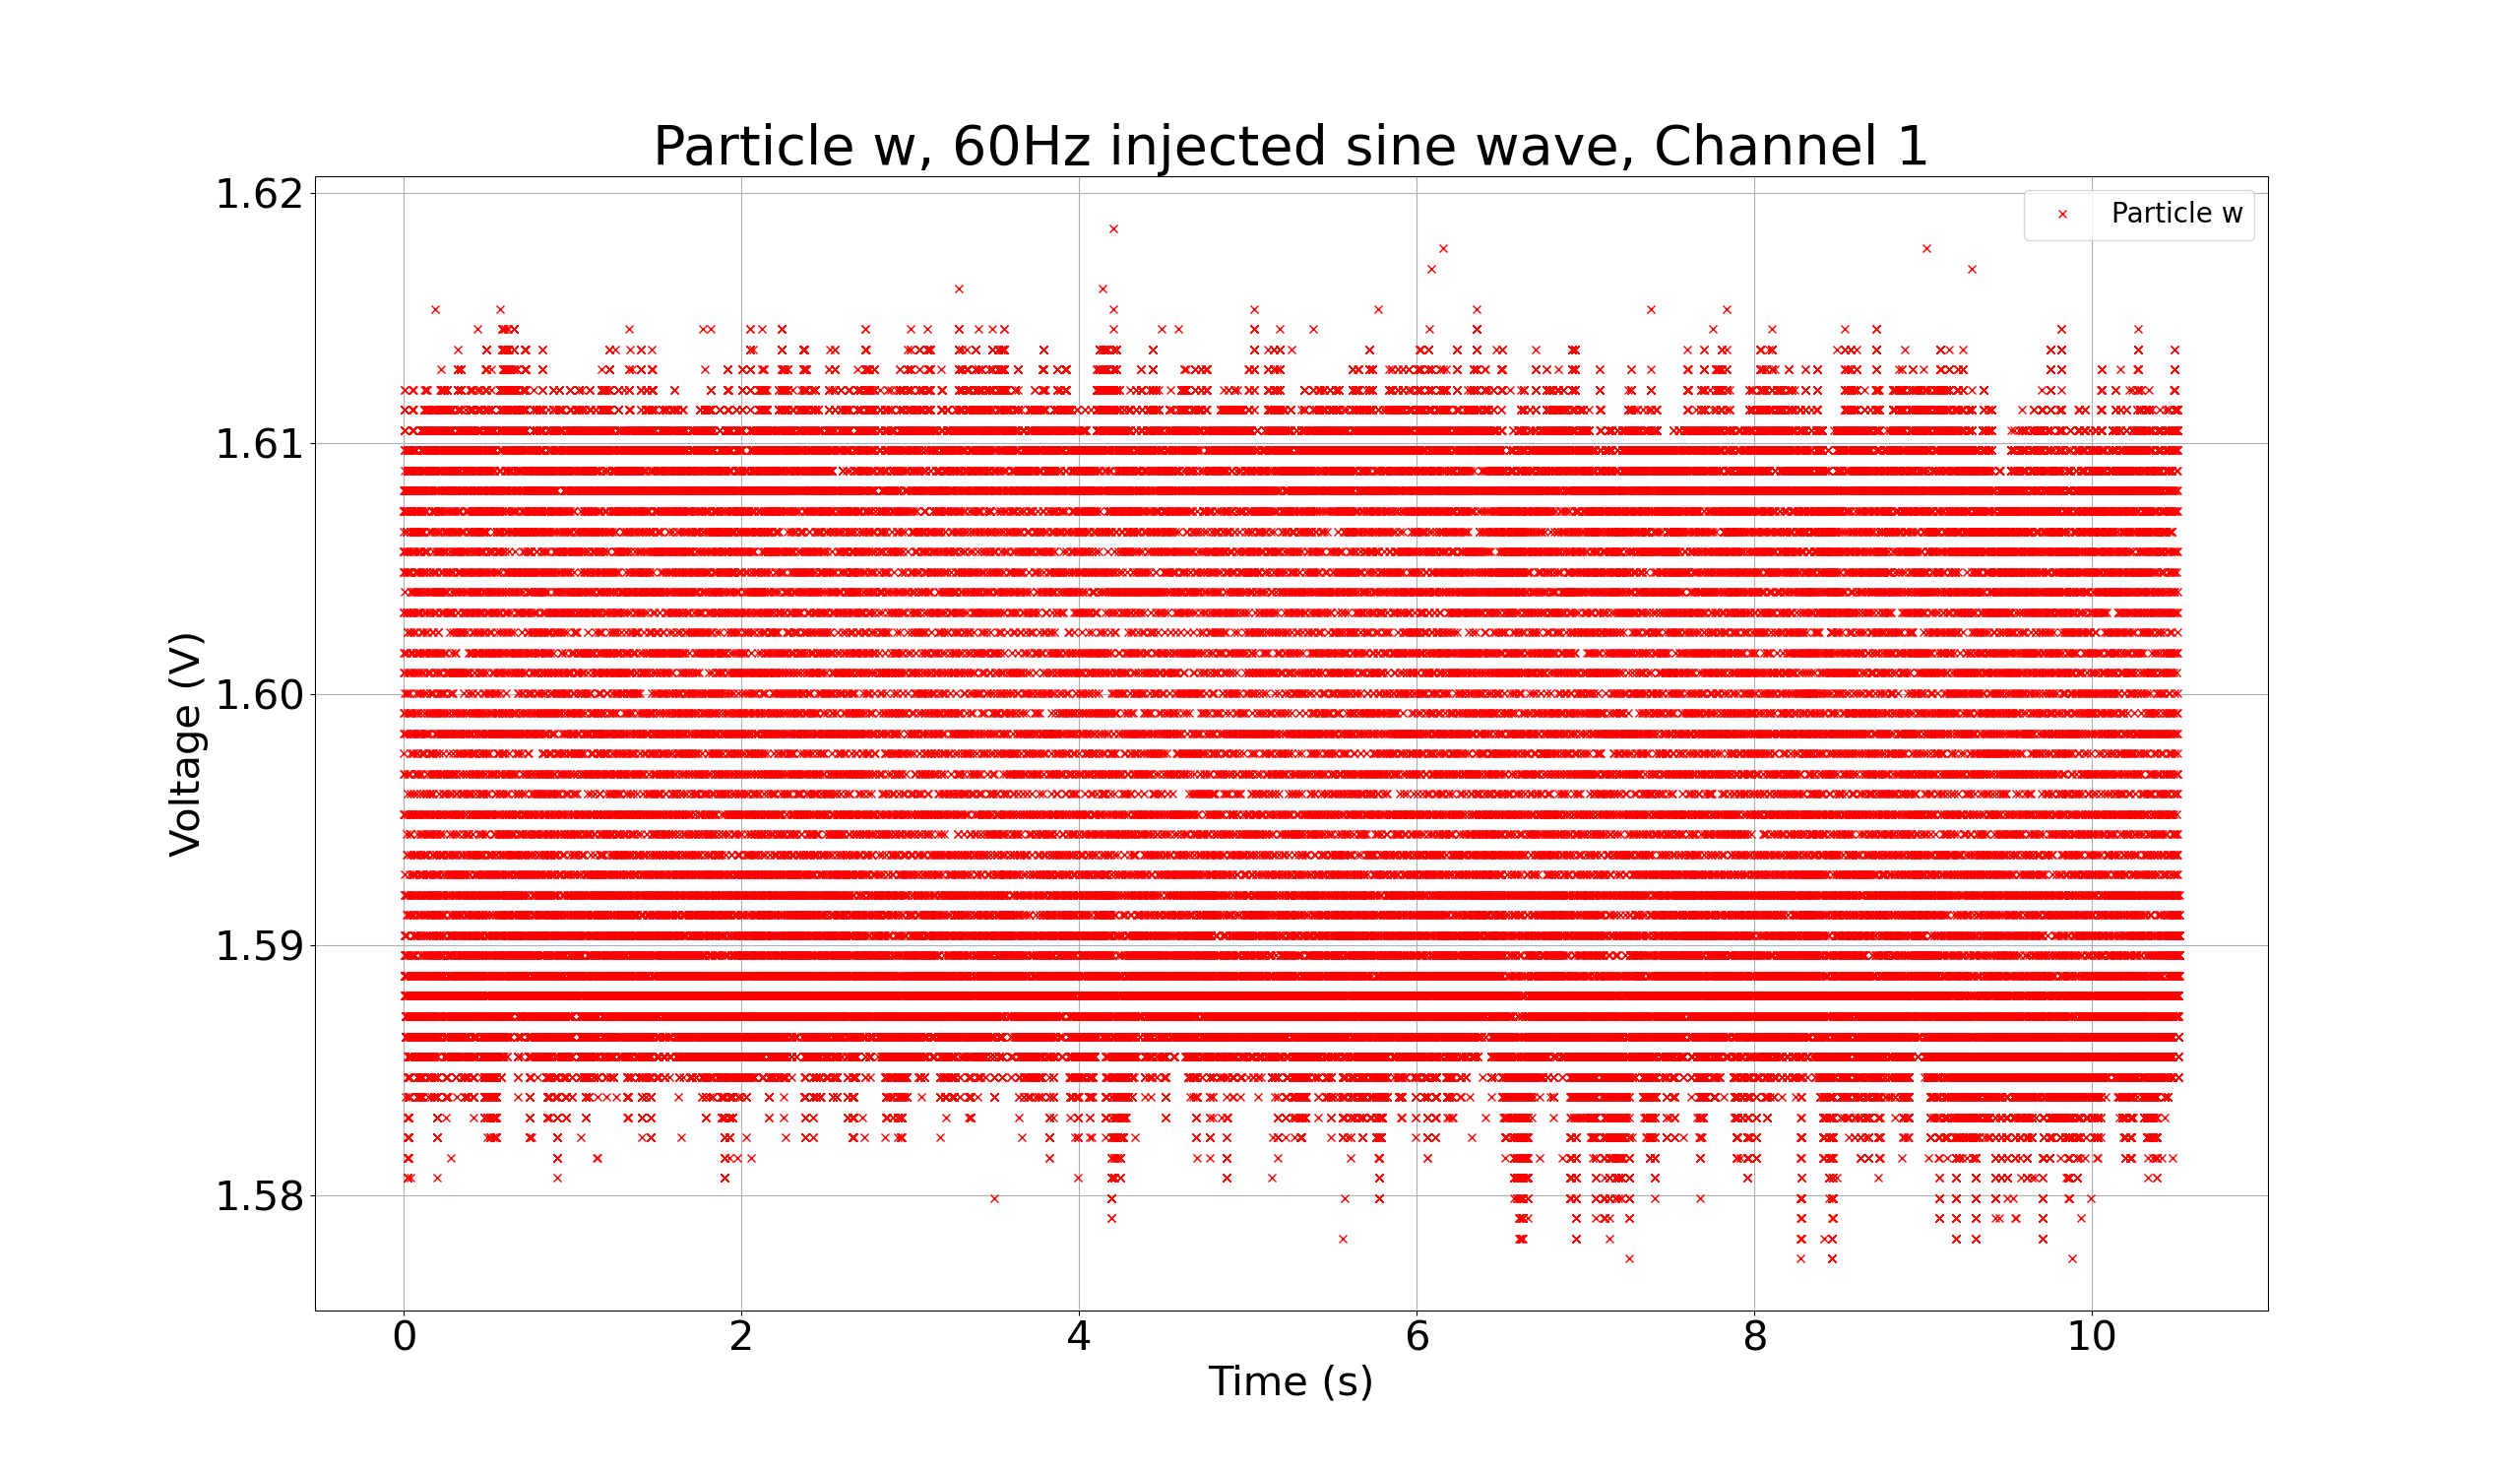 Particle w, 60Hz injected sine wave, Channel 1
Particle w
1.62
1.61
1.60
1.59
1.58
Voltage (V)
0 2 4 6 8 10
Time (s)